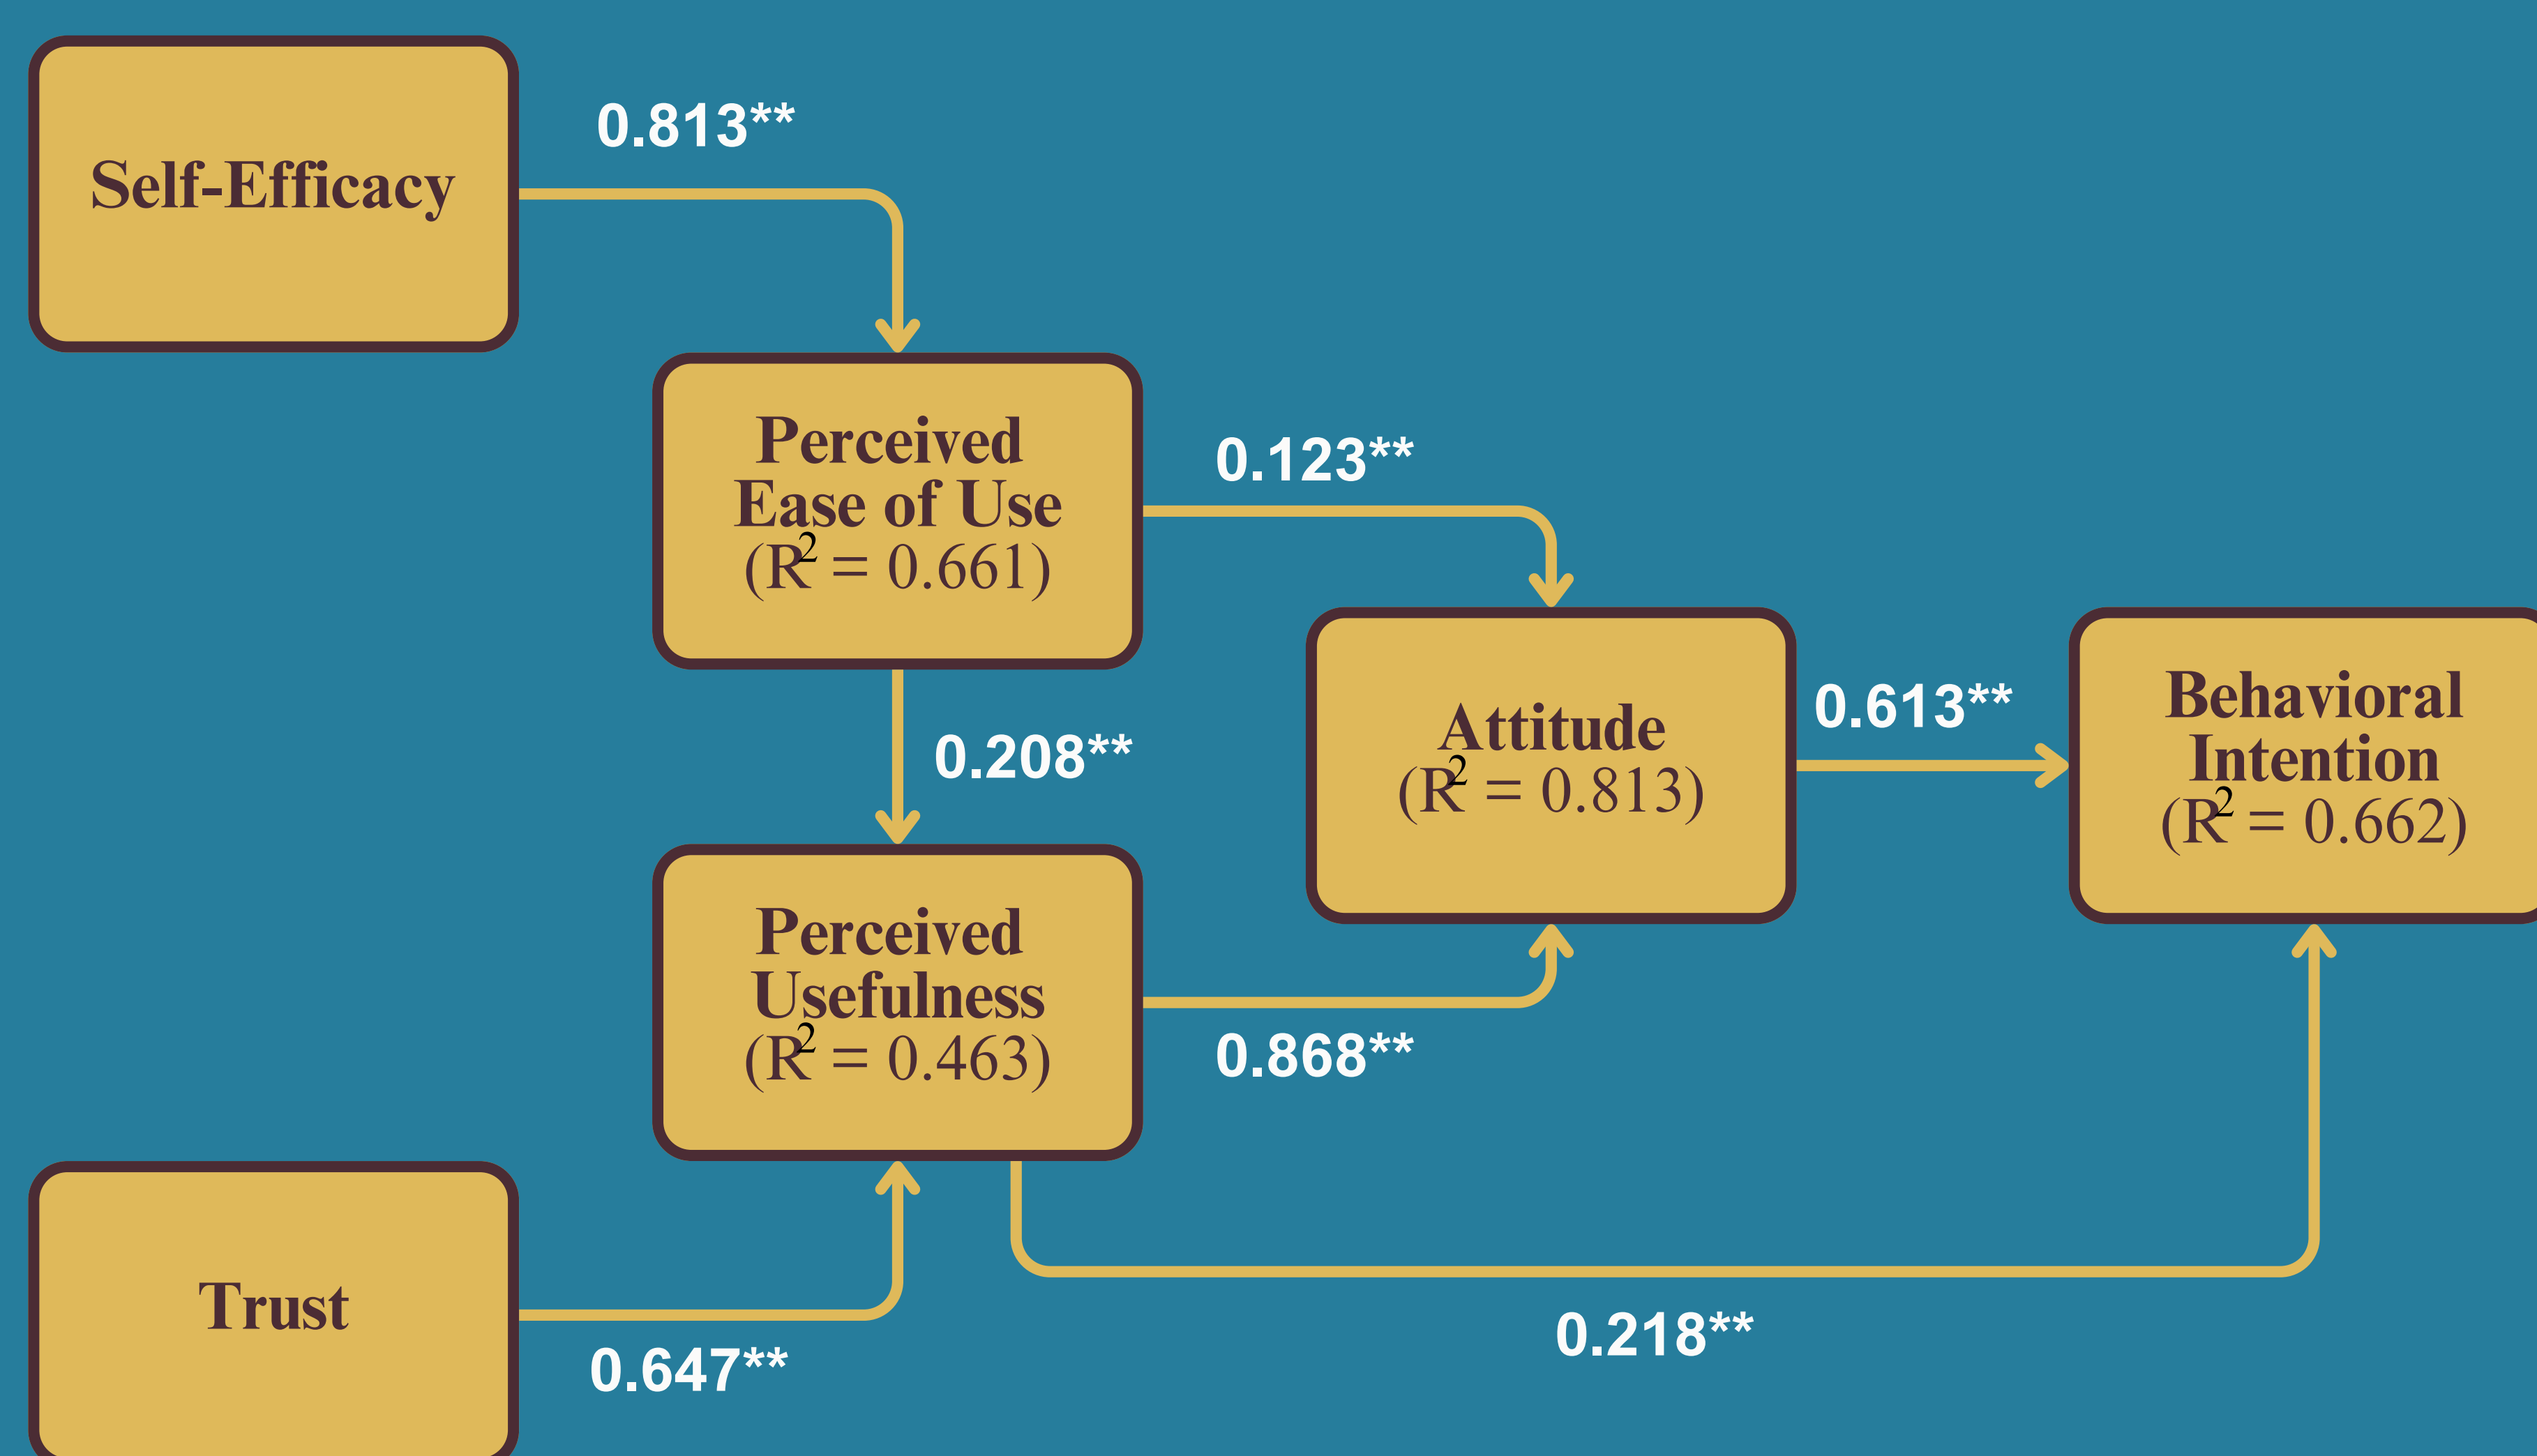 0.813**
Self-Efficacy
Perceived
Ease of Use
(R² = 0.661)
0.123**
0.208**
Attitude
(R² = 0.813)
0.613**
Behavioral
Intention
(R² = 0.662)
Perceived
Usefulness
(R² = 0.463)
0.868**
Trust
0.647**
0.218**